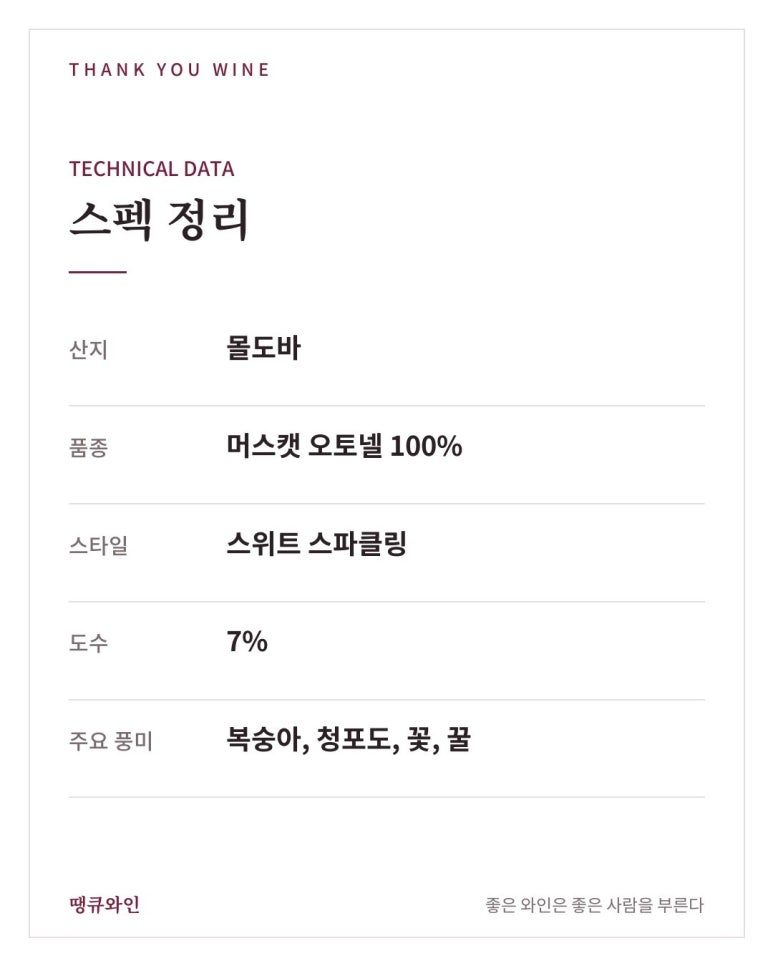 THANK YOU WINE
TECHNICAL DATA
스펙 정리
산지 몰도바
품종 머스캣 오토넬 100%
스타일 스위트 스파클링
도수 7%
주요 풍미 복숭아, 청포도, 꽃, 꿀
땡큐와인 좋은 와인은 좋은 사람을 부른다